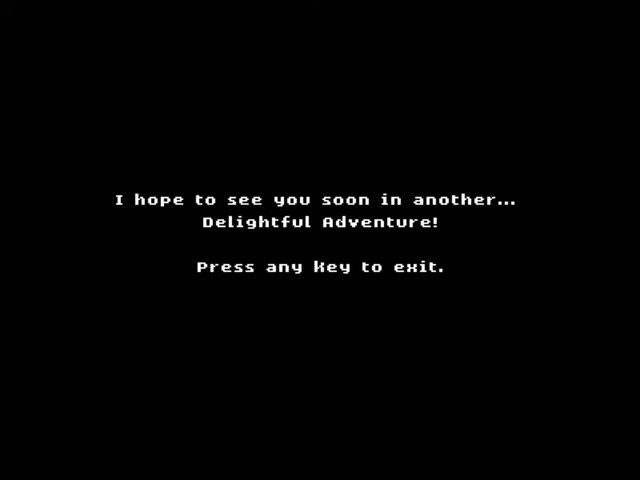 I hope to see you soon in another...
Delightful Adventure!
Press any key to exit.